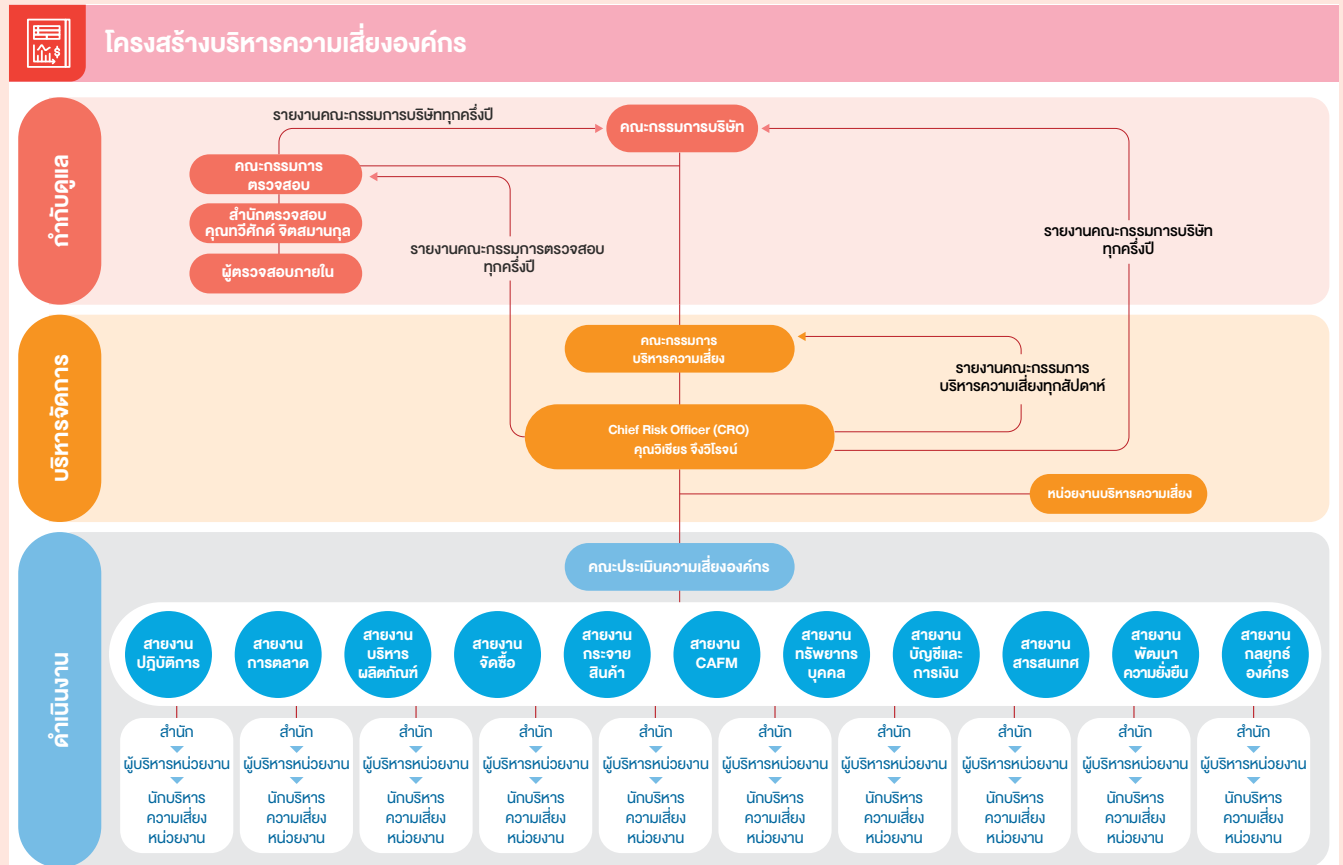 โครงสร้างบริหารความเสี่ยงองค์กร
กำกับดูแล
รายงานคณะกรรมการบริษัททุกครึ่งปี
คณะกรรมการบริษัท
คณะกรรมการ
ตรวจสอบ
สำนักตรวจสอบ
คุณทวีศักดิ์ จิตสมานกุล
ผู้ตรวจสอบภายใน
รายงานคณะกรรมการตรวจสอบ
ทุกครึ่งปี
รายงานคณะกรรมการบริษัท
ทุกครึ่งปี
บริหารจัดการ
คณะกรรมการ
บริหารความเสี่ยง
รายงานคณะกรรมการ
บริหารความเสี่ยงทุกสัปดาห์
Chief Risk Officer (CRO)
คุณวิเชียร จึงวิโรจน์
หน่วยงานบริหารความเสี่ยง
ดำเนินงาน
คณะประเมินความเสี่ยงองค์กร
สายงาน
ปฏิบัติการ
สายงาน
การตลาด
สายงาน
บริหาร
ผลิตภัณฑ์
สายงาน
จัดซื้อ
สายงาน
กระจาย
สินค้า
สายงาน
CAFM
สายงาน
ทรัพยากร
บุคคล
สายงาน
บัญชีและ
การเงิน
สายงาน
สารสนเทศ
สายงาน
พัฒนา
ความยั่งยืน
สายงาน
กลยุทธ์
องค์กร
สำนัก
ผู้บริหารหน่วยงาน
นักบริหาร
ความเสี่ยง
หน่วยงาน
สำนัก
ผู้บริหารหน่วยงาน
นักบริหาร
ความเสี่ยง
หน่วยงาน
สำนัก
ผู้บริหารหน่วยงาน
นักบริหาร
ความเสี่ยง
หน่วยงาน
สำนัก
ผู้บริหารหน่วยงาน
นักบริหาร
ความเสี่ยง
หน่วยงาน
สำนัก
ผู้บริหารหน่วยงาน
นักบริหาร
ความเสี่ยง
หน่วยงาน
สำนัก
ผู้บริหารหน่วยงาน
นักบริหาร
ความเสี่ยง
หน่วยงาน
สำนัก
ผู้บริหารหน่วยงาน
นักบริหาร
ความเสี่ยง
หน่วยงาน
สำนัก
ผู้บริหารหน่วยงาน
นักบริหาร
ความเสี่ยง
หน่วยงาน
สำนัก
ผู้บริหารหน่วยงาน
นักบริหาร
ความเสี่ยง
หน่วยงาน
สำนัก
ผู้บริหารหน่วยงาน
นักบริหาร
ความเสี่ยง
หน่วยงาน